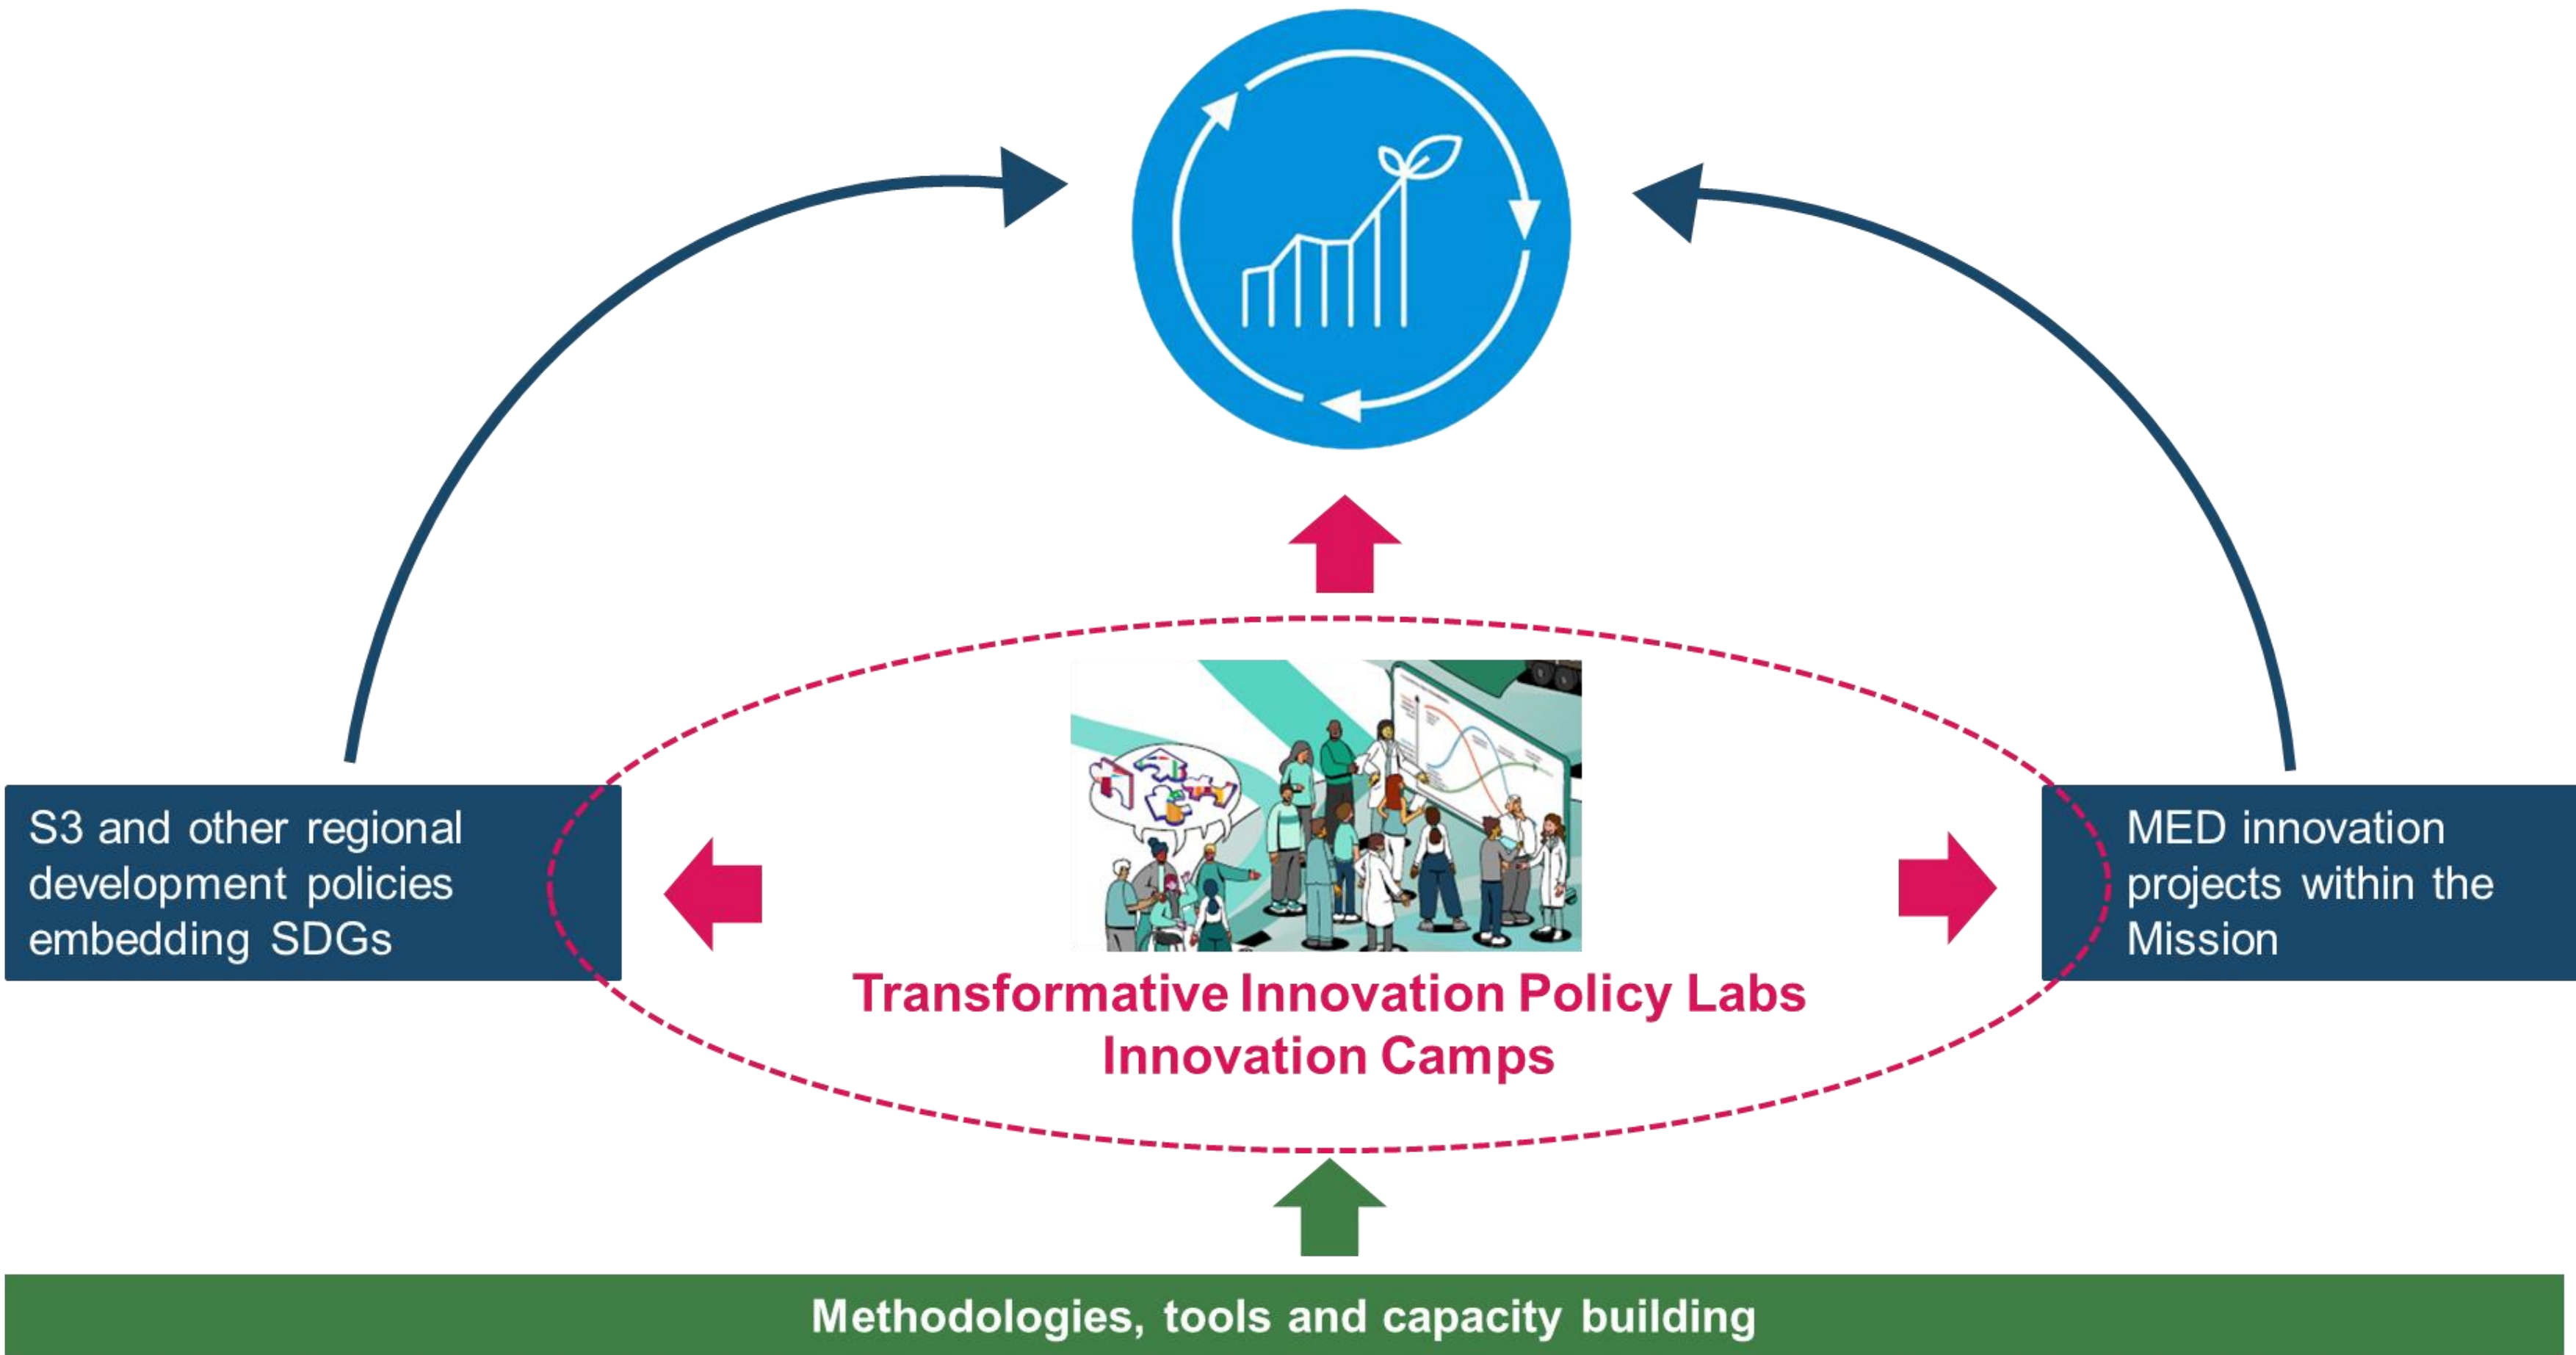 S3 and other regional
development policies
embedding SDGs
MED innovation
projects within the
Mission
Transformative Innovation Policy Labs
Innovation Camps
Methodologies, tools and capacity building